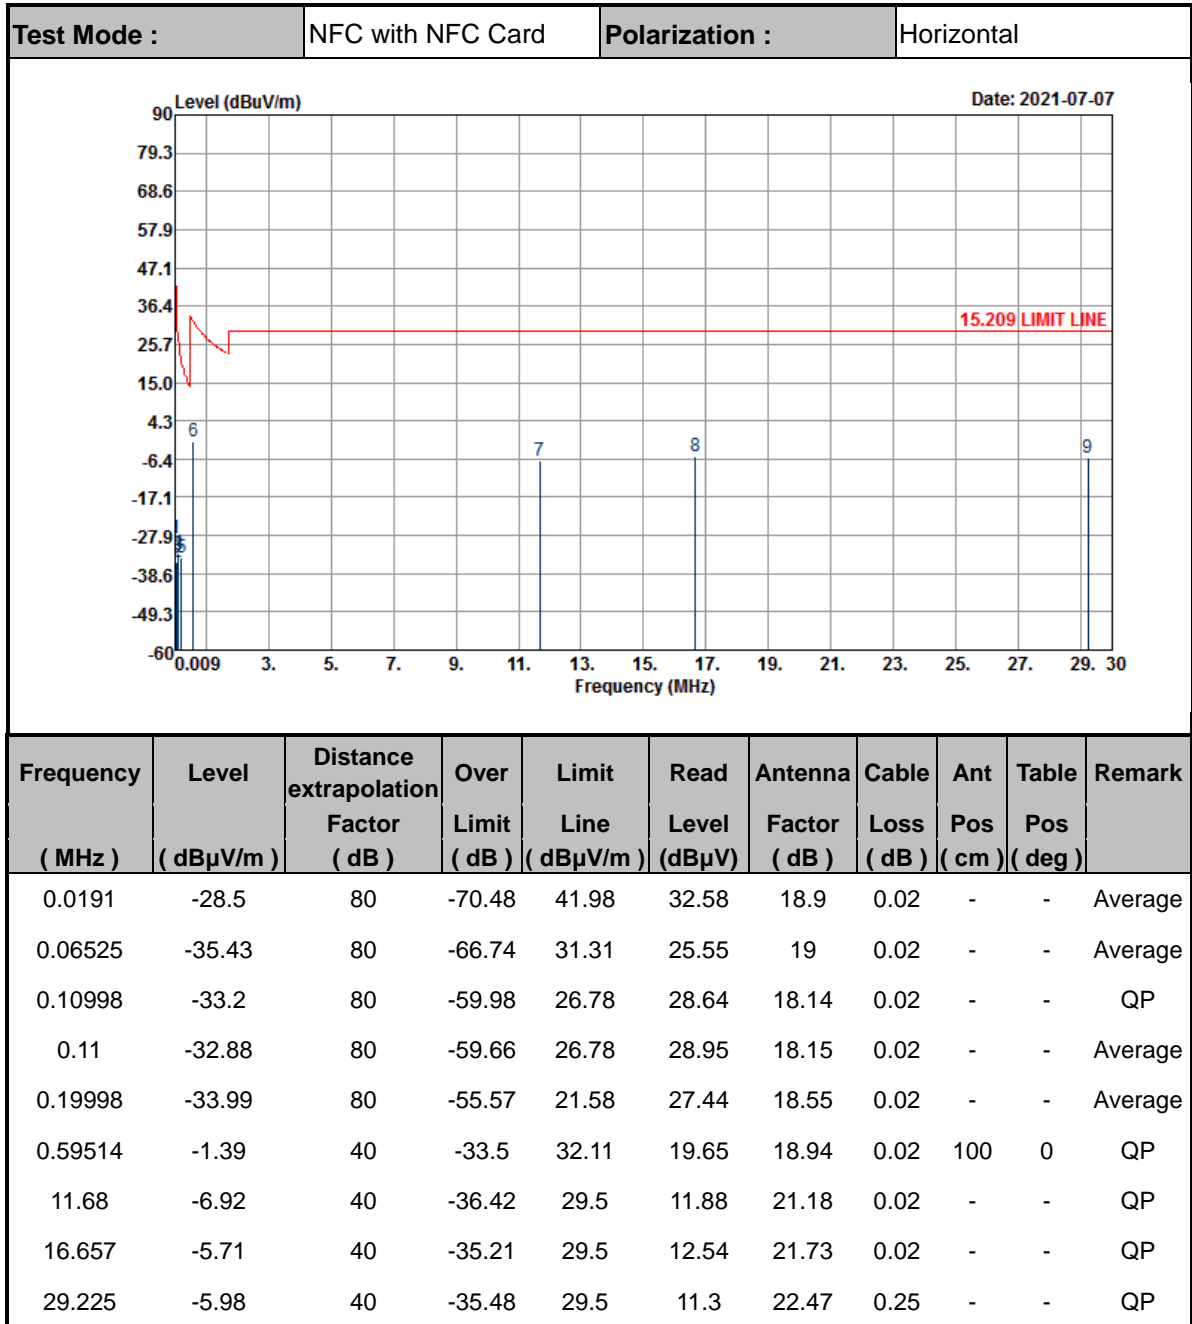 Test Mode : NFC with NFC Card Polarization : Horizontal
Level (dBuV/m) Date: 2021-07-07
90
79.3
68.6
57.9
47.1
36.4
15.209 LIMIT LINE
25.7
15.0
4.3
6
7
8
9
-6.4
-17.1
-27.9
5
-38.6
-49.3
-60
0.009 3. 5. 7. 9. 11. 13. 15. 17. 19. 21. 23. 25. 27. 29. 30
Frequency (MHz)
Frequency Level Distance extrapolation Over Limit Read Antenna Cable Ant Table Remark
Factor Limit Line Level Factor Loss Pos Pos
( MHz ) ( dBµV/m ) ( dB ) ( dB ) ( dBµV/m ) (dBµV) ( dB ) ( dB ) ( cm ) ( deg )
0.0191 -28.5 80 -70.48 41.98 32.58 18.9 0.02 - - Average
0.06525 -35.43 80 -66.74 31.31 25.55 19 0.02 - - Average
0.10998 -33.2 80 -59.98 26.78 28.64 18.14 0.02 - - QP
0.11 -32.88 80 -59.66 26.78 28.95 18.15 0.02 - - Average
0.19998 -33.99 80 -55.57 21.58 27.44 18.55 0.02 - - Average
0.59514 -1.39 40 -33.5 32.11 19.65 18.94 0.02 100 0 QP
11.68 -6.92 40 -36.42 29.5 11.88 21.18 0.02 - - QP
16.657 -5.71 40 -35.21 29.5 12.54 21.73 0.02 - - QP
29.225 -5.98 40 -35.48 29.5 11.3 22.47 0.25 - - QP